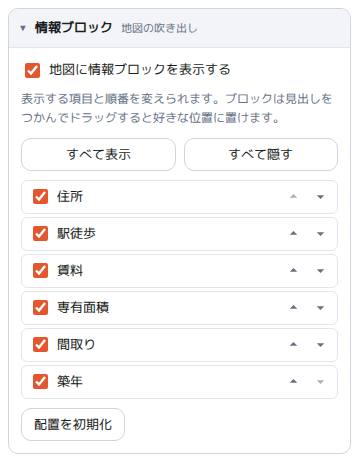 ▼ 情報ブロック 地図の吹き出し
地図に情報ブロックを表示する
表示する項目と順番を変えられます。ブロックは見出しを
つかんでドラッグすると好きな位置に置けます。
すべて表示 すべて隠す
住所
駅徒歩
賃料
専有面積
間取り
築年
配置を初期化